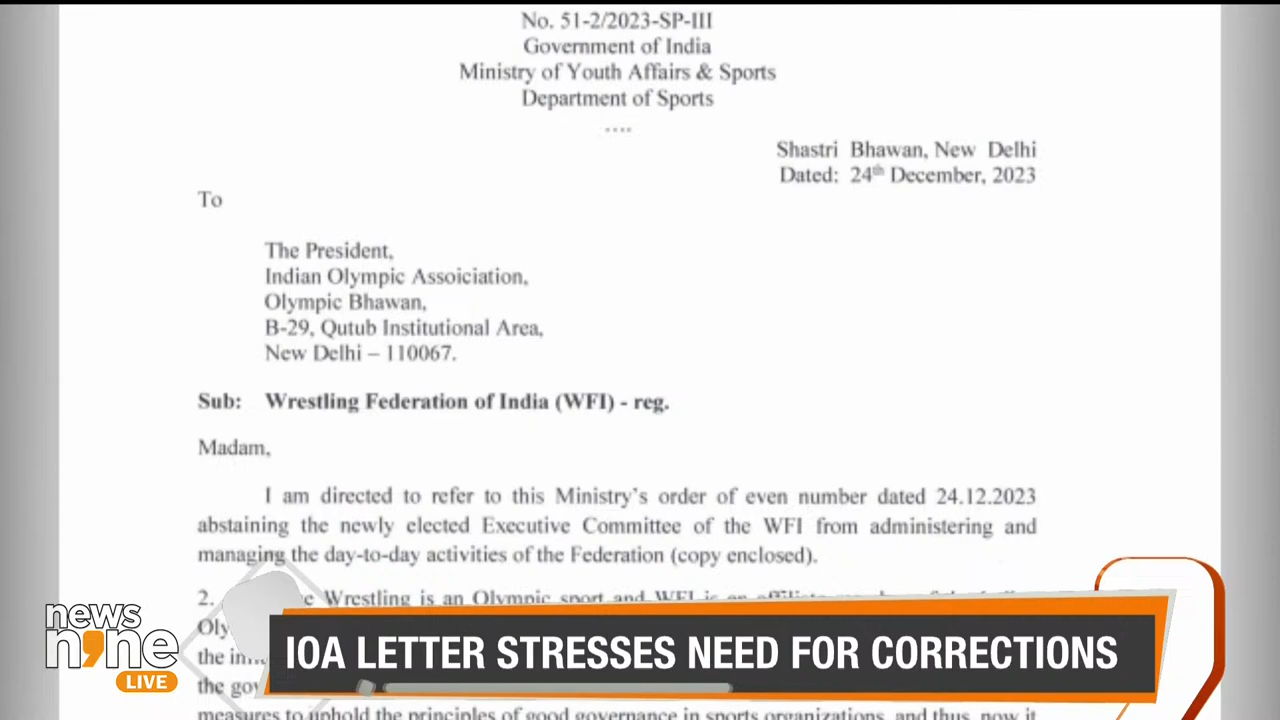 No. 51-2/2023-SP-III
Government of India
Ministry of Youth Affairs & Sports
Department of Sports
....
Shastri Bhawan, New Delhi
Dated: 24th December, 2023
To
The President,
Indian Olympic Assoiciation,
Olympic Bhawan,
B-29, Qutub Institutional Area,
New Delhi – 110067.
Sub: Wrestling Federation of India (WFI) - reg.
Madam,
I am directed to refer to this Ministry's order of even number dated 24.12.2023
abstaining the newly elected Executive Committee of the WFI from administering and
managing the day-to-day activities of the Federation (copy enclosed).
2. Wrestling is an Olympic sport and WFI is
Oly
the
the gov
measures to uphold the principles of good governance in sports organizations, and thus, now it
news
n9ne
LIVE
IOA LETTER STRESSES NEED FOR CORRECTIONS